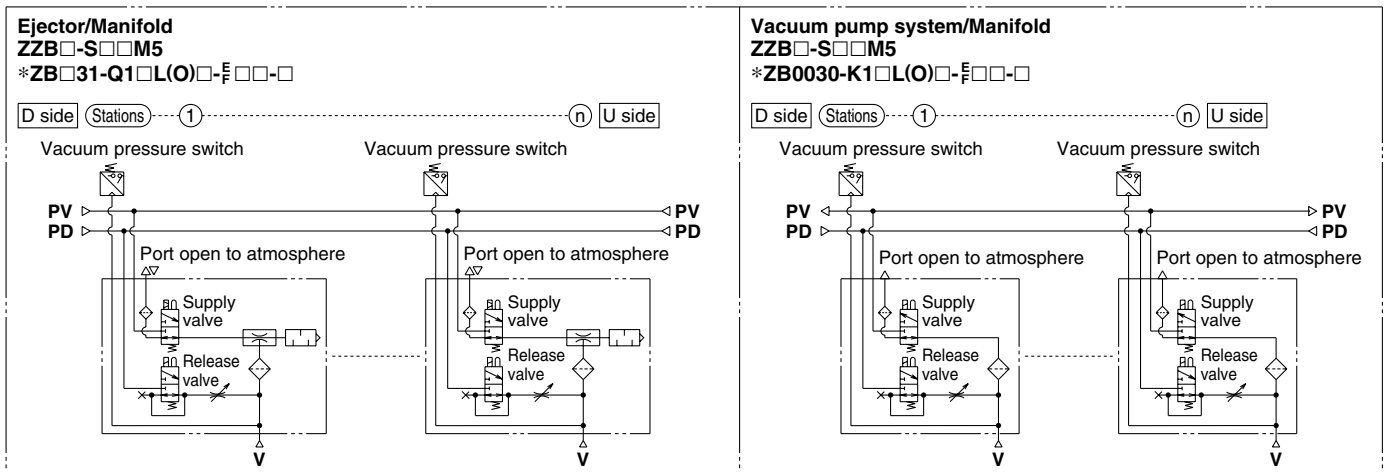 Ejector/Manifold
ZZB□-S□□M5
*ZB□31-Q1□L(O)□-E/F□□-□
D side Stations 1 n U side
Vacuum pressure switch Vacuum pressure switch
PV PV
PD PD
Port open to atmosphere Port open to atmosphere
Supply valve Supply valve
Release valve Release valve
V V
Vacuum pump system/Manifold
ZZB□-S□□M5
*ZB0030-K1□L(O)□-E/F□□-□
D side Stations 1 n U side
Vacuum pressure switch Vacuum pressure switch
PV PV
PD PD
Port open to atmosphere Port open to atmosphere
Supply valve Supply valve
Release valve Release valve
V V